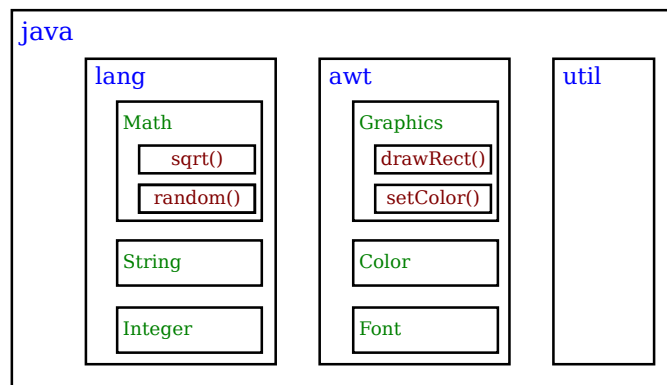 java
lang
Math
sqrt()
random()
String
Integer
awt
Graphics
drawRect()
setColor()
Color
Font
util